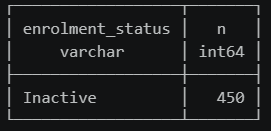 enrolment_status n
varchar int64
Inactive 450